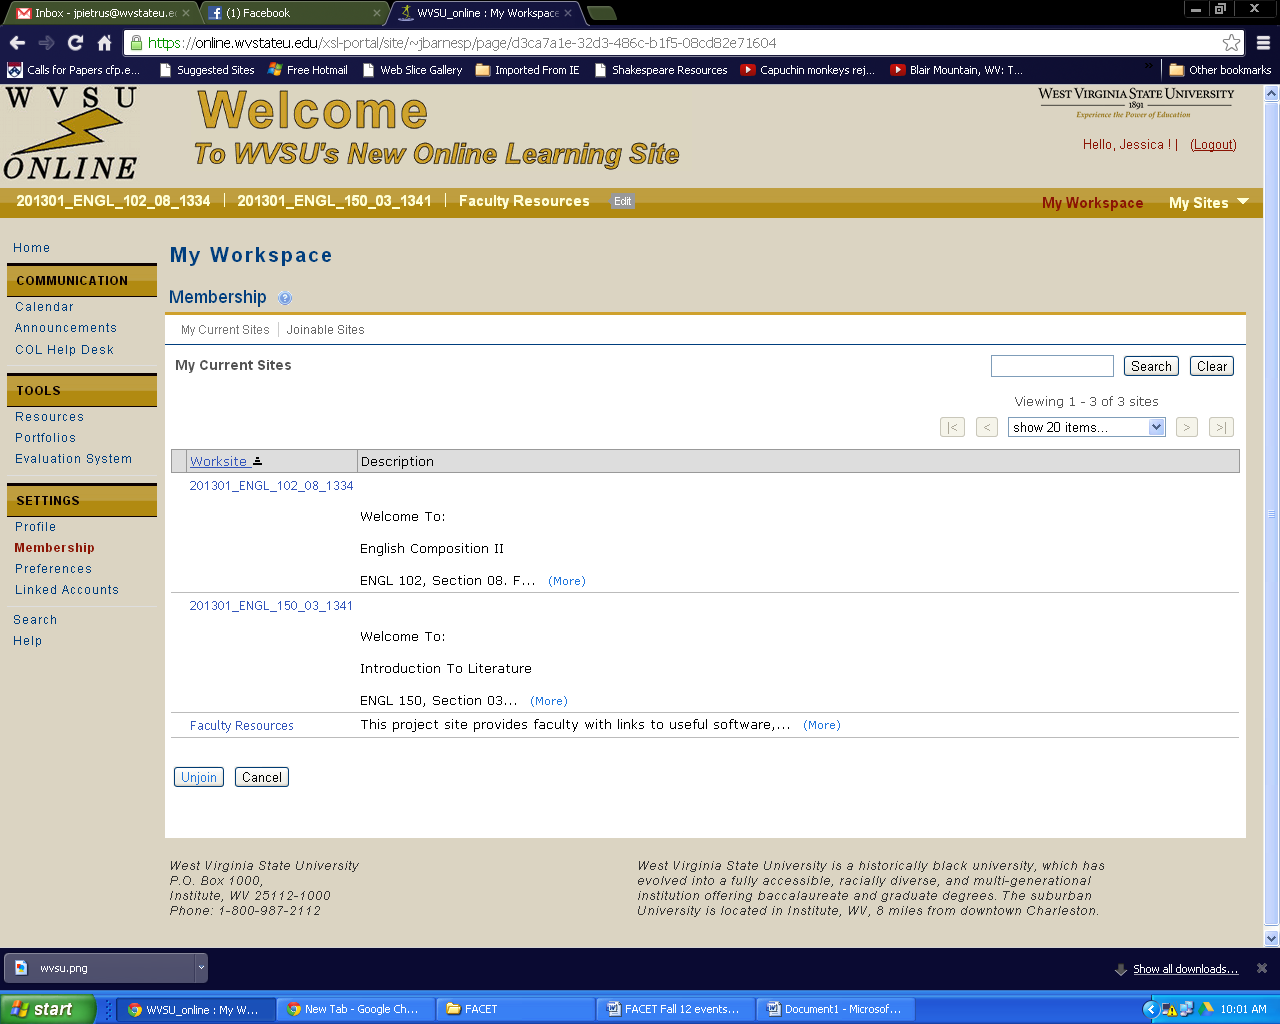 Inbox - jpietrus@wvstateu.e
(1) Facebook
WVSU_online : My Workspace
https://online.wvstateu.edu/xsl-portal/site/~jbarnesp/page/d3ca7a1e-32d3-486c-b1f5-08cd82e71604
Calls for Papers cfp.e... Suggested Sites Free Hotmail Web Slice Gallery Imported From IE Shakespeare Resources Capuchin monkeys rej... Blair Mountain, WV: T... » Other bookmarks
WVSU
ONLINE
Welcome
To WVSU's New Online Learning Site
WEST VIRGINIA STATE UNIVERSITY
1891
Experience the Power of Education
Hello, Jessica ! | (Logout)
201301_ENGL_102_08_1334 | 201301_ENGL_150_03_1341 | Faculty Resources Edit
My Workspace My Sites
Home
COMMUNICATION
Calendar
Announcements
COL Help Desk
TOOLS
Resources
Portfolios
Evaluation System
SETTINGS
Profile
Membership
Preferences
Linked Accounts
Search
Help
My Workspace
Membership ?
My Current Sites | Joinable Sites
My Current Sites
Search Clear
Viewing 1 - 3 of 3 sites
|< < show 20 items... > >|
Worksite Description
201301_ENGL_102_08_1334
Welcome To:
English Composition II
ENGL 102, Section 08. F... (More)
201301_ENGL_150_03_1341
Welcome To:
Introduction To Literature
ENGL 150, Section 03... (More)
Faculty Resources This project site provides faculty with links to useful software,... (More)
Unjoin Cancel
West Virginia State University
P.O. Box 1000,
Institute, WV 25112-1000
Phone: 1-800-987-2112
West Virginia State University is a historically black university, which has
evolved into a fully accessible, racially diverse, and multi-generational
institution offering baccalaureate and graduate degrees. The suburban
University is located in Institute, WV, 8 miles from downtown Charleston.
wvsu.png
Show all downloads...
start WVSU_online : My W... New Tab - Google Ch... FACET FACET Fall 12 events... Document1 - Microsof... 10:01 AM